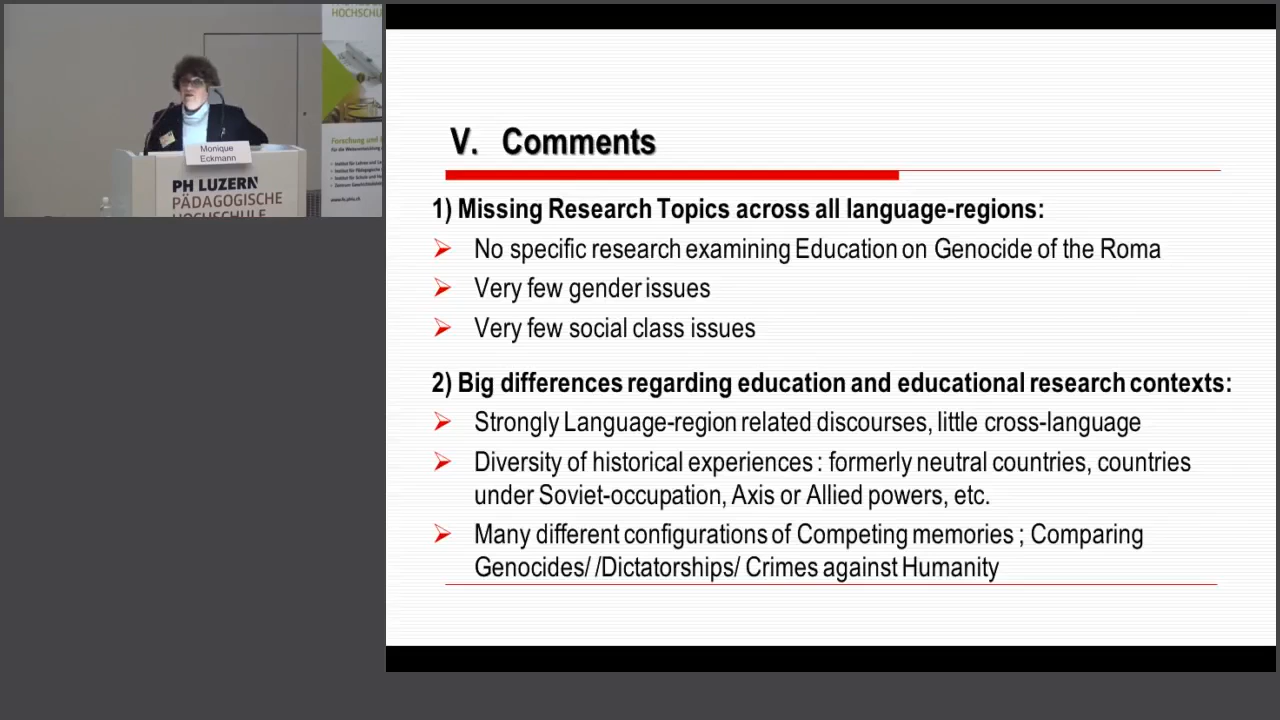 HOCHSCHU
Forschung und
Monique
Eckmann
PH LUZERN
PÄDAGOGISCHE
HOCHSCHULE
V. Comments
1) Missing Research Topics across all language-regions:
No specific research examining Education on Genocide of the Roma
Very few gender issues
Very few social class issues
2) Big differences regarding education and educational research contexts:
Strongly Language-region related discourses, little cross-language
Diversity of historical experiences : formerly neutral countries, countries
under Soviet-occupation, Axis or Allied powers, etc.
Many different configurations of Competing memories ; Comparing
Genocides/ /Dictatorships/ Crimes against Humanity